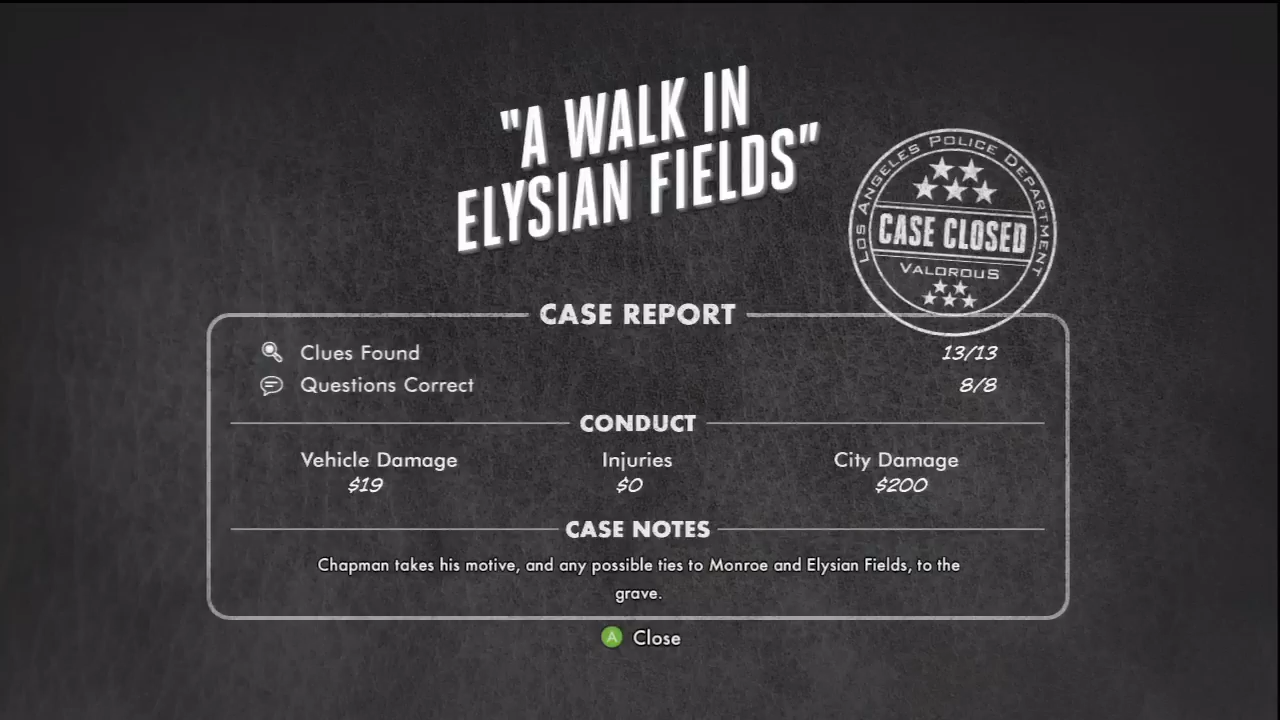 "A WALK IN
ELYSIAN FIELDS"
LOS ANGELES POLICE DEPARTMENT
CASE CLOSED
VALOROUS
CASE REPORT
Clues Found 13/13
Questions Correct 8/8
CONDUCT
Vehicle Damage Injuries City Damage
$19 $0 $200
CASE NOTES
Chapman takes his motive, and any possible ties to Monroe and Elysian Fields, to the
grave.
A Close